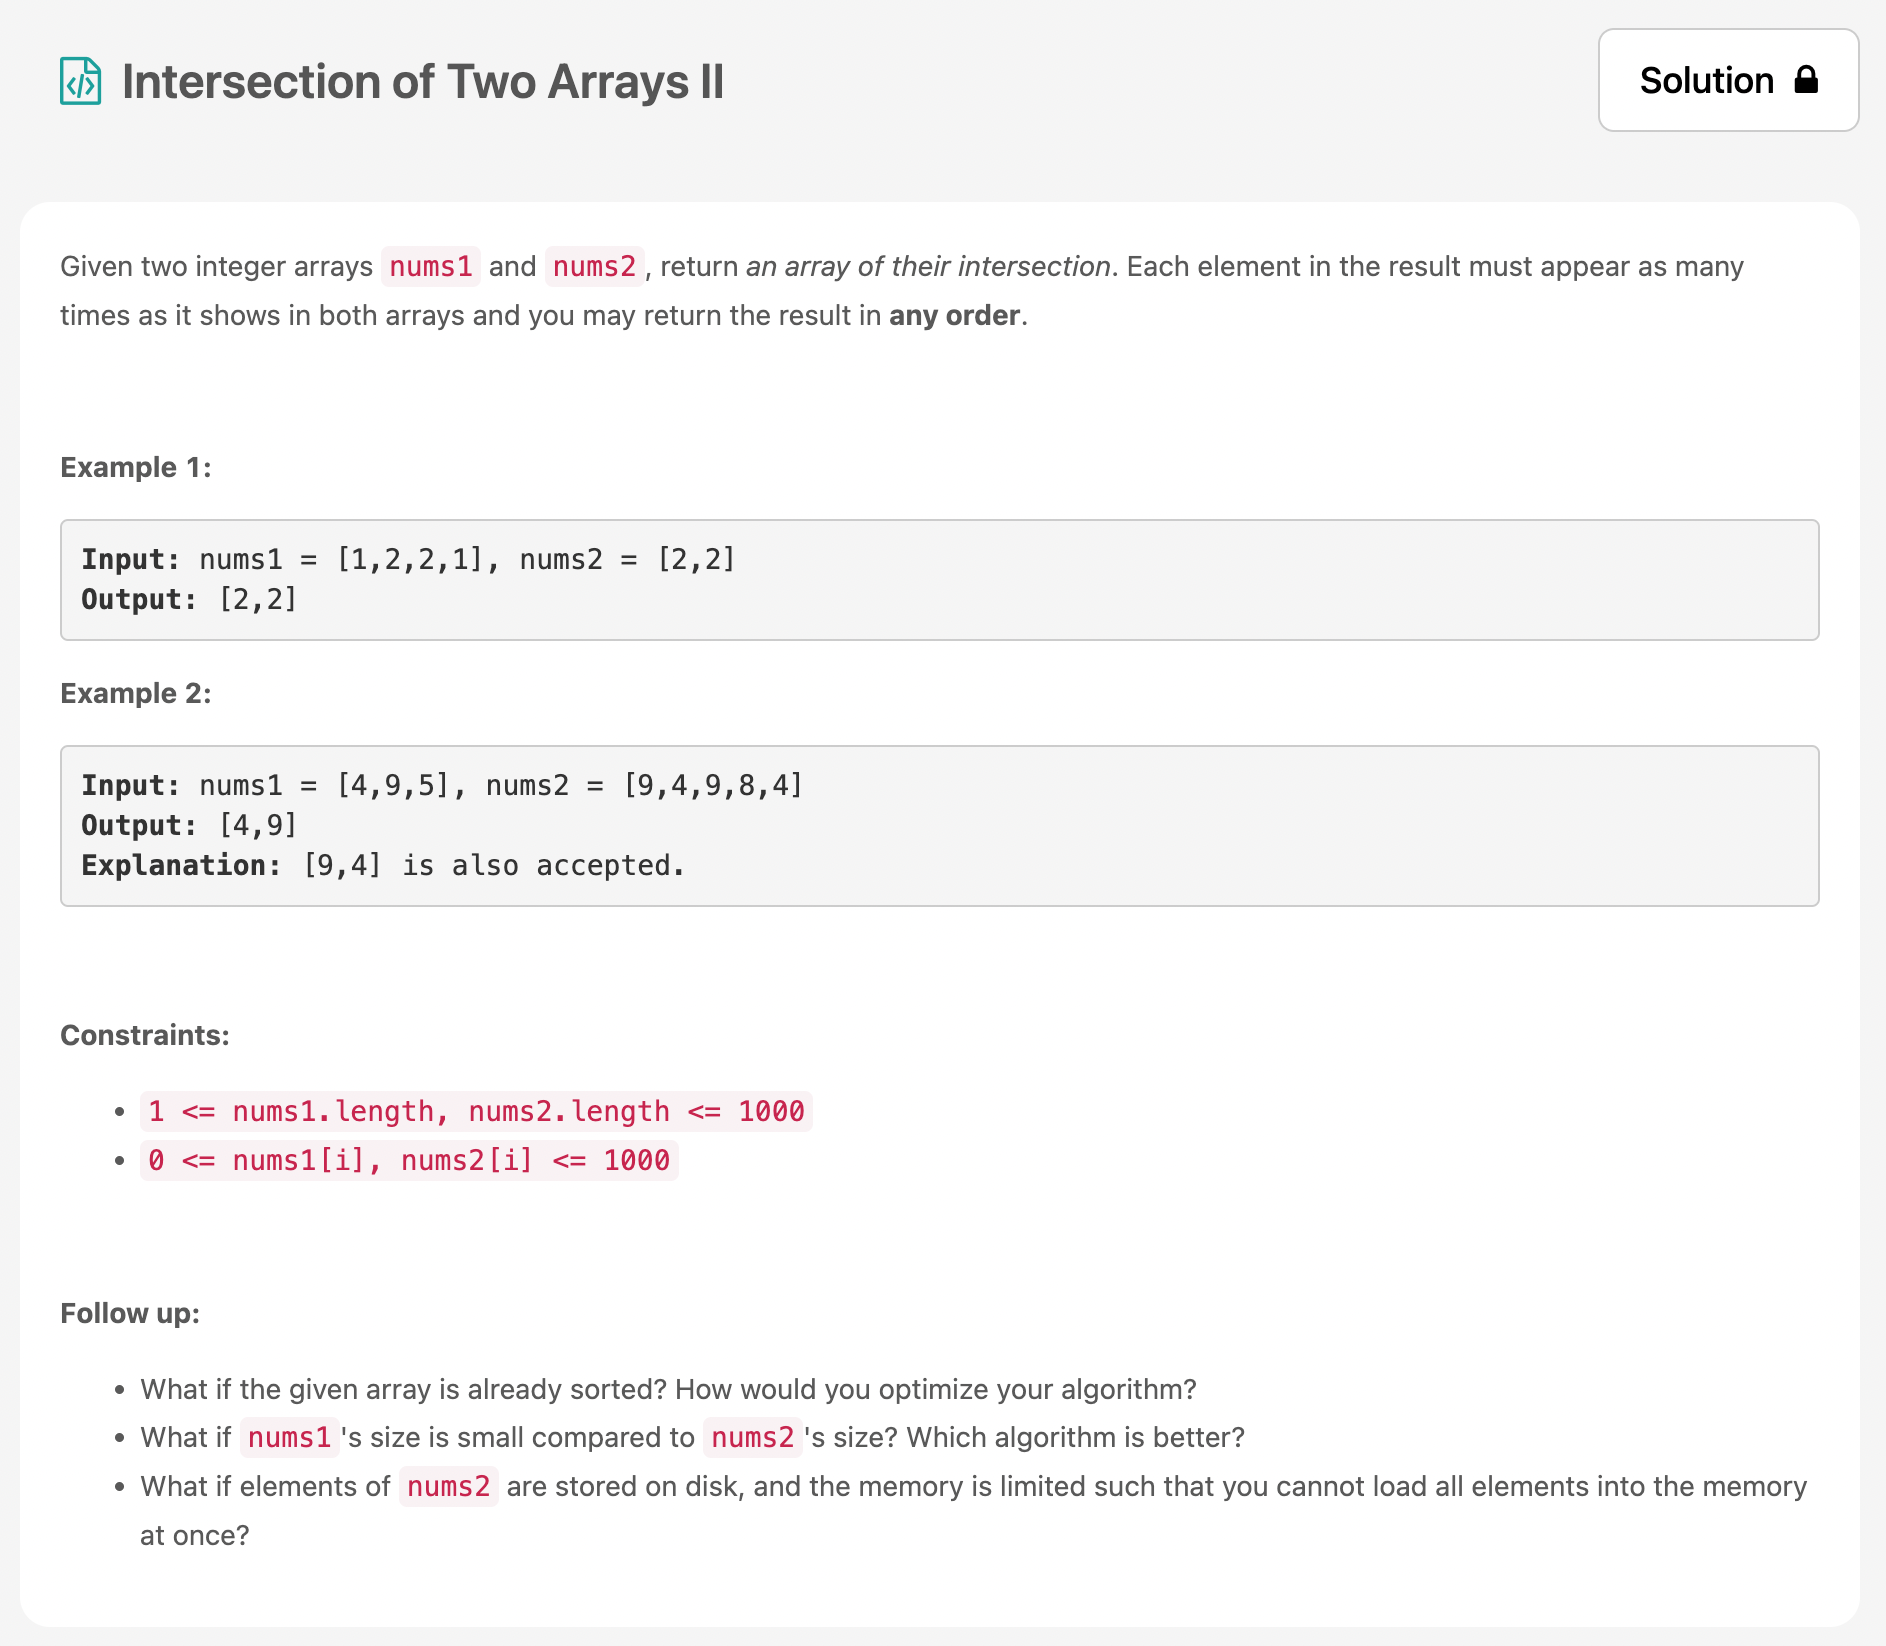 Intersection of Two Arrays II
Solution
Given two integer arrays nums1 and nums2, return an array of their intersection. Each element in the result must appear as many
times as it shows in both arrays and you may return the result in any order.
Example 1:
Input: nums1 = [1,2,2,1], nums2 = [2,2]
Output: [2,2]
Example 2:
Input: nums1 = [4,9,5], nums2 = [9,4,9,8,4]
Output: [4,9]
Explanation: [9,4] is also accepted.
Constraints:
• 1 <= nums1.length, nums2.length <= 1000
• 0 <= nums1[i], nums2[i] <= 1000
Follow up:
• What if the given array is already sorted? How would you optimize your algorithm?
• What if nums1's size is small compared to nums2's size? Which algorithm is better?
• What if elements of nums2 are stored on disk, and the memory is limited such that you cannot load all elements into the memory
at once?